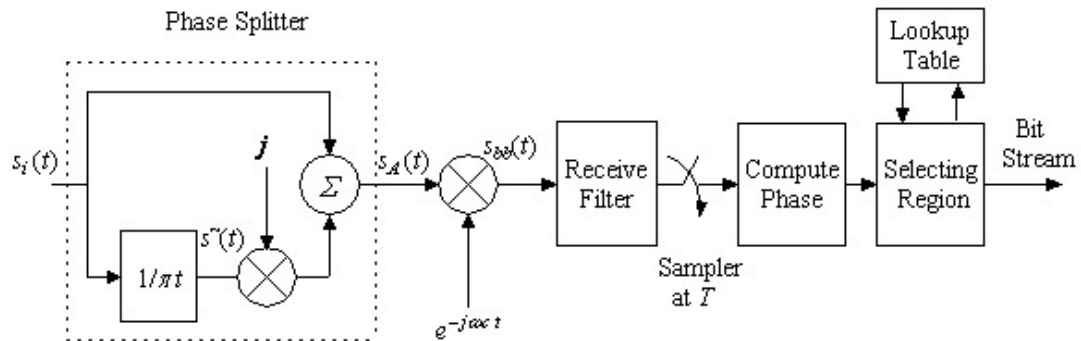 Phase Splitter
Lookup
Table
j
s_i(t)
s_A(t)
s_bb(t)
Σ
Receive
Filter
Compute
Phase
Selecting
Region
Bit
Stream
s~(t)
1/πt
Sampler
at T
e^{-jωc t}